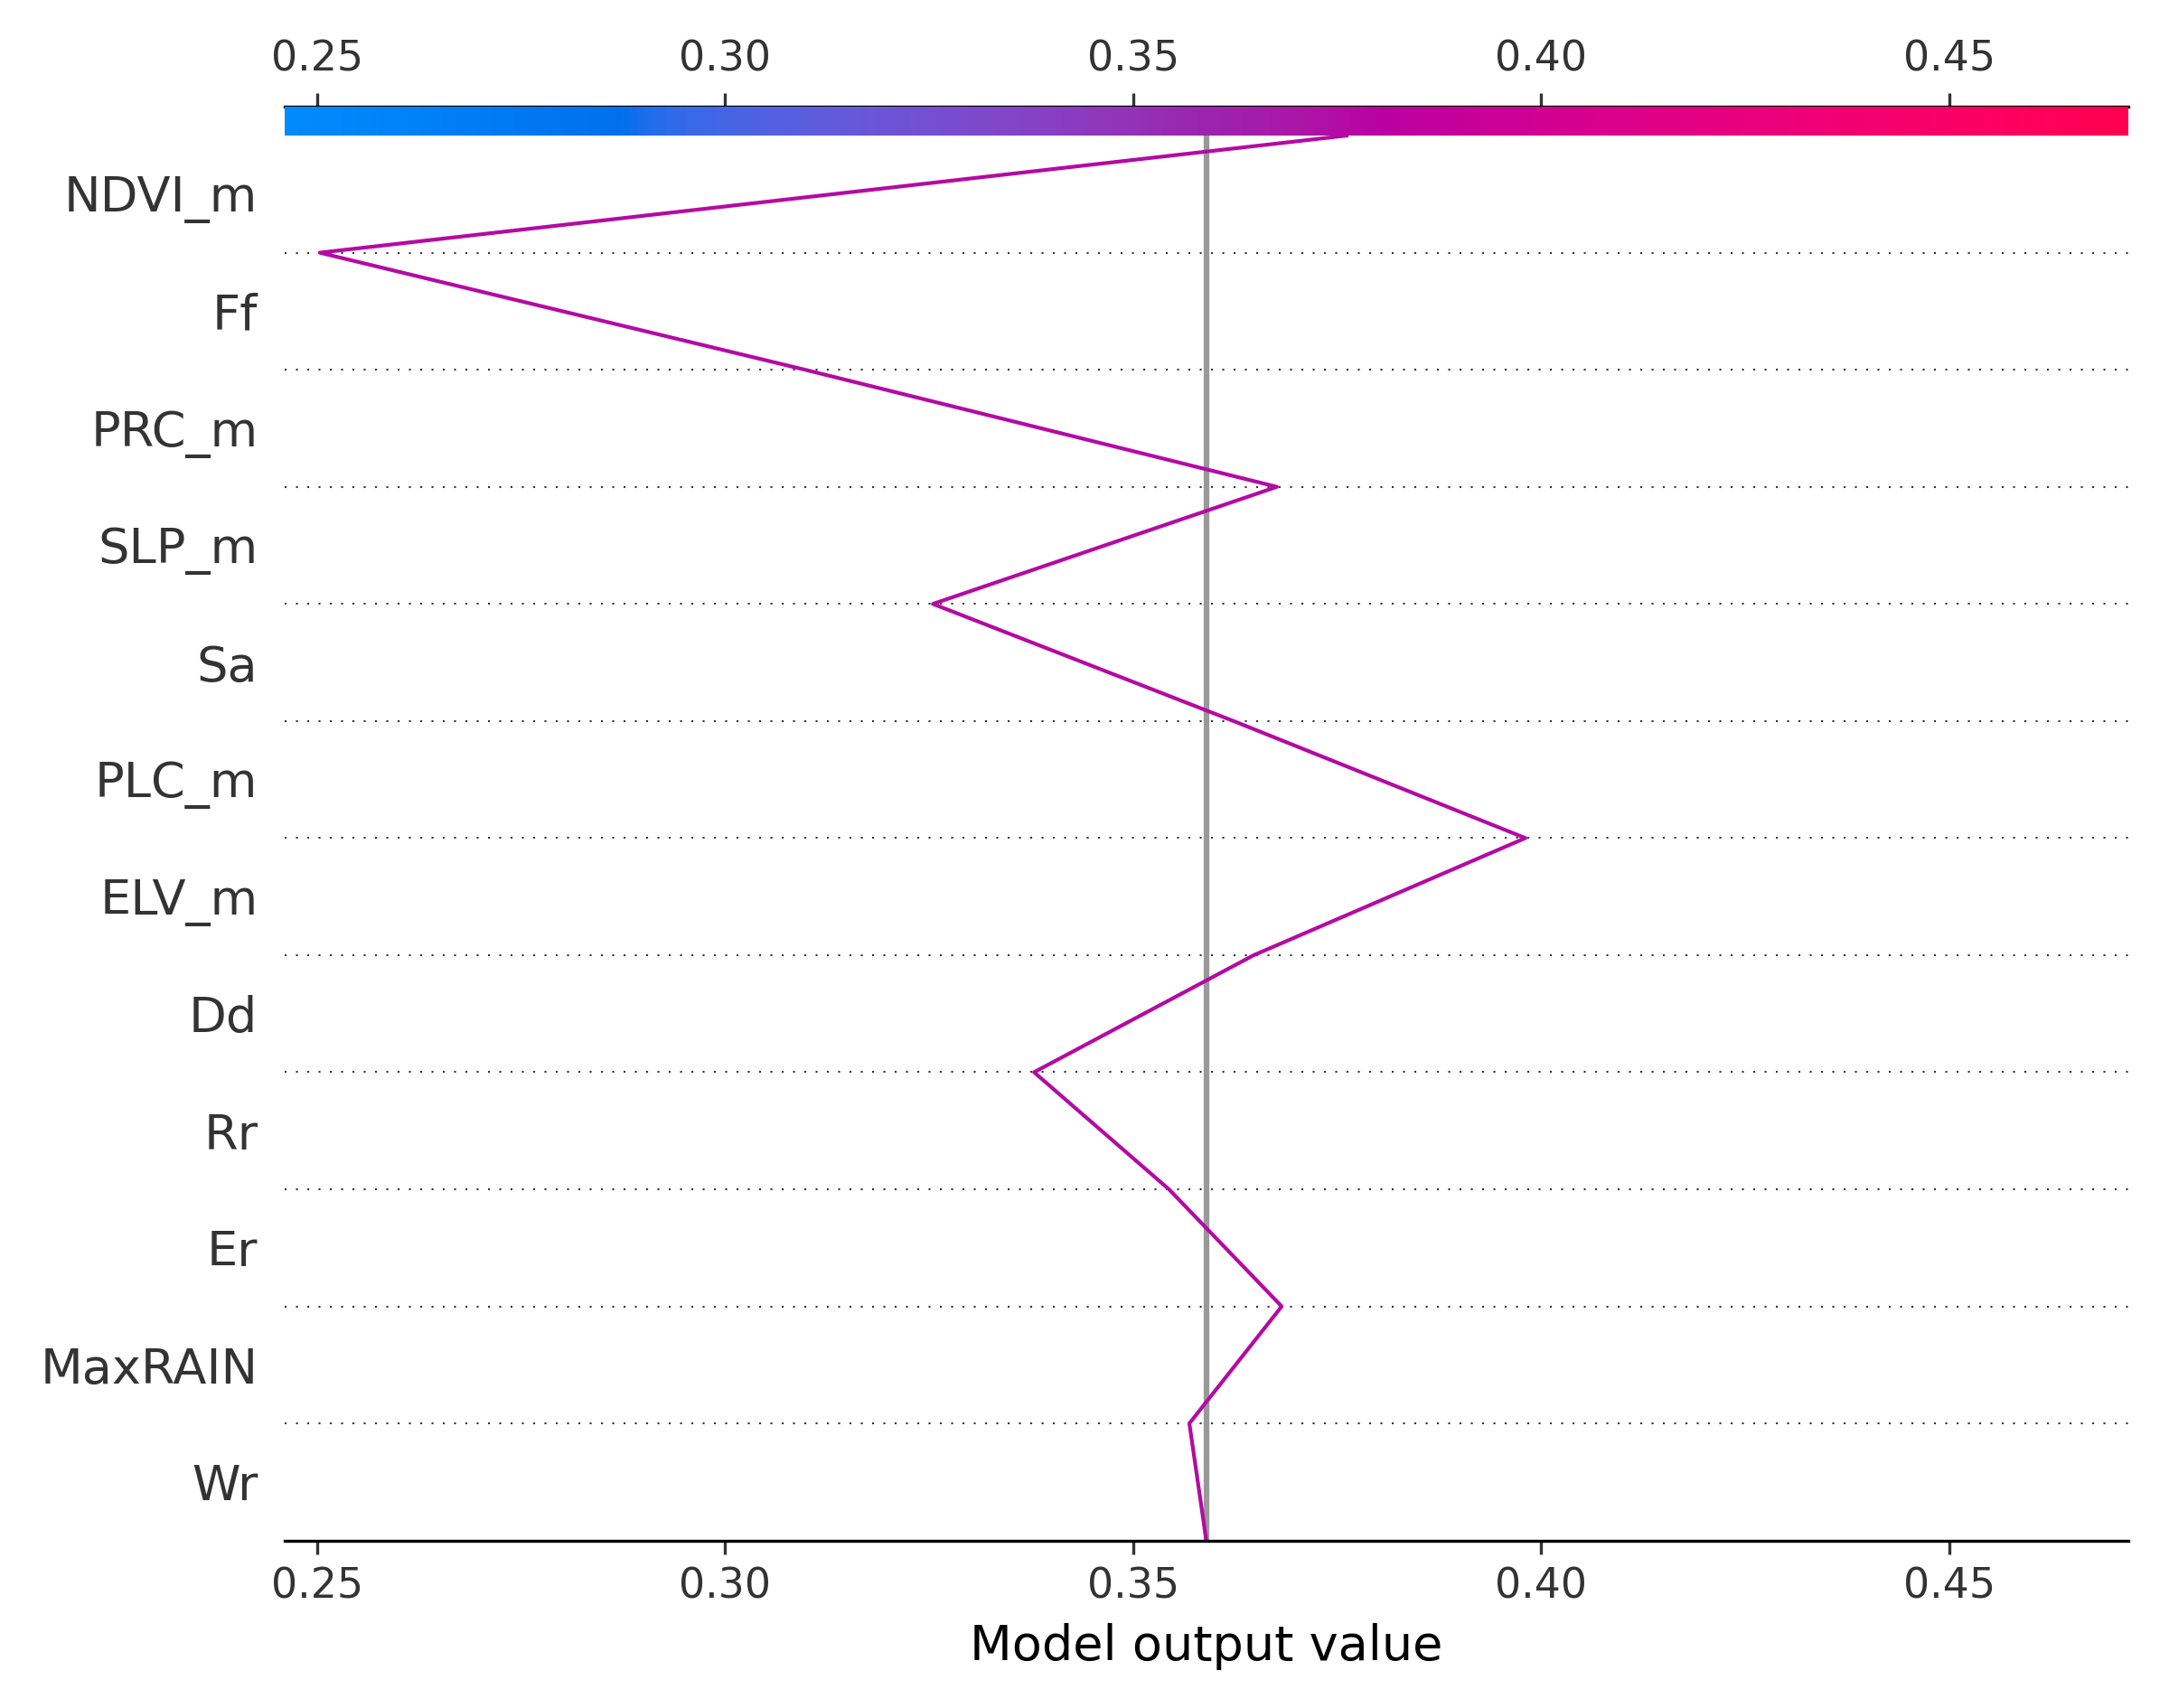 0.25 0.30 0.35 0.40 0.45
NDVI_m
Ff
PRC_m
SLP_m
Sa
PLC_m
ELV_m
Dd
Rr
Er
MaxRAIN
Wr
0.25 0.30 0.35 0.40 0.45
Model output value